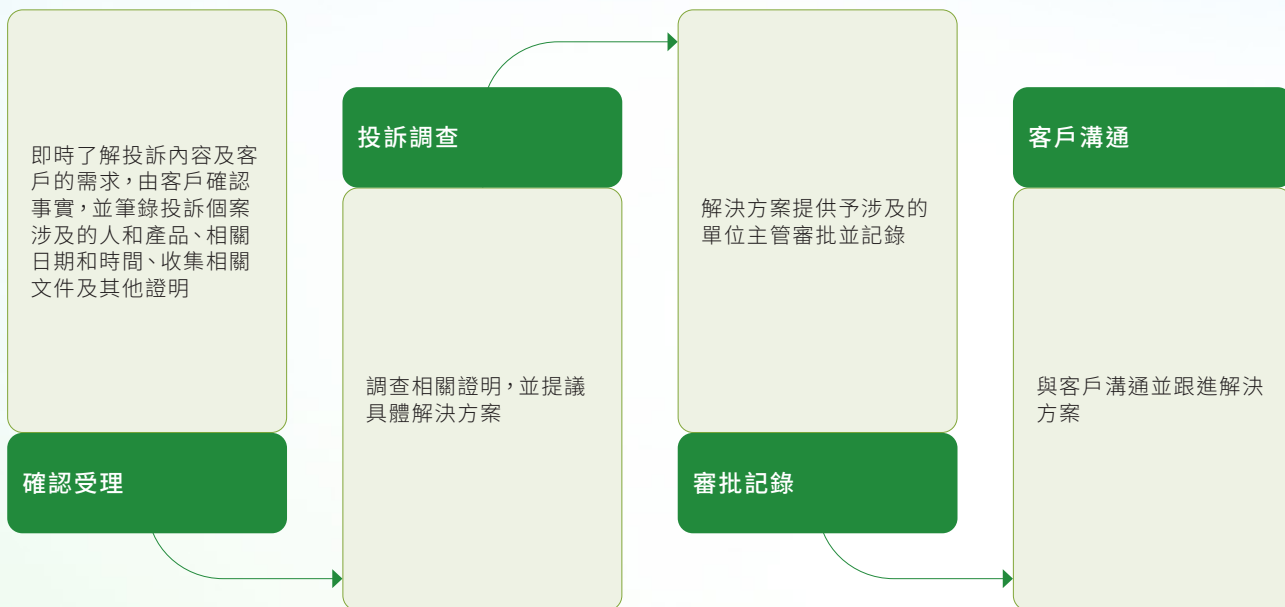 即時了解投訴內容及客
戶的需求，由客戶確認
事實，並筆錄投訴個案
涉及的人和產品、相關
日期和時間、收集相關
文件及其他證明
確認受理
投訴調查
調查相關證明，並提議
具體解決方案
解決方案提供予涉及的
單位主管審批並記錄
審批記錄
客戶溝通
與客戶溝通並跟進解決
方案